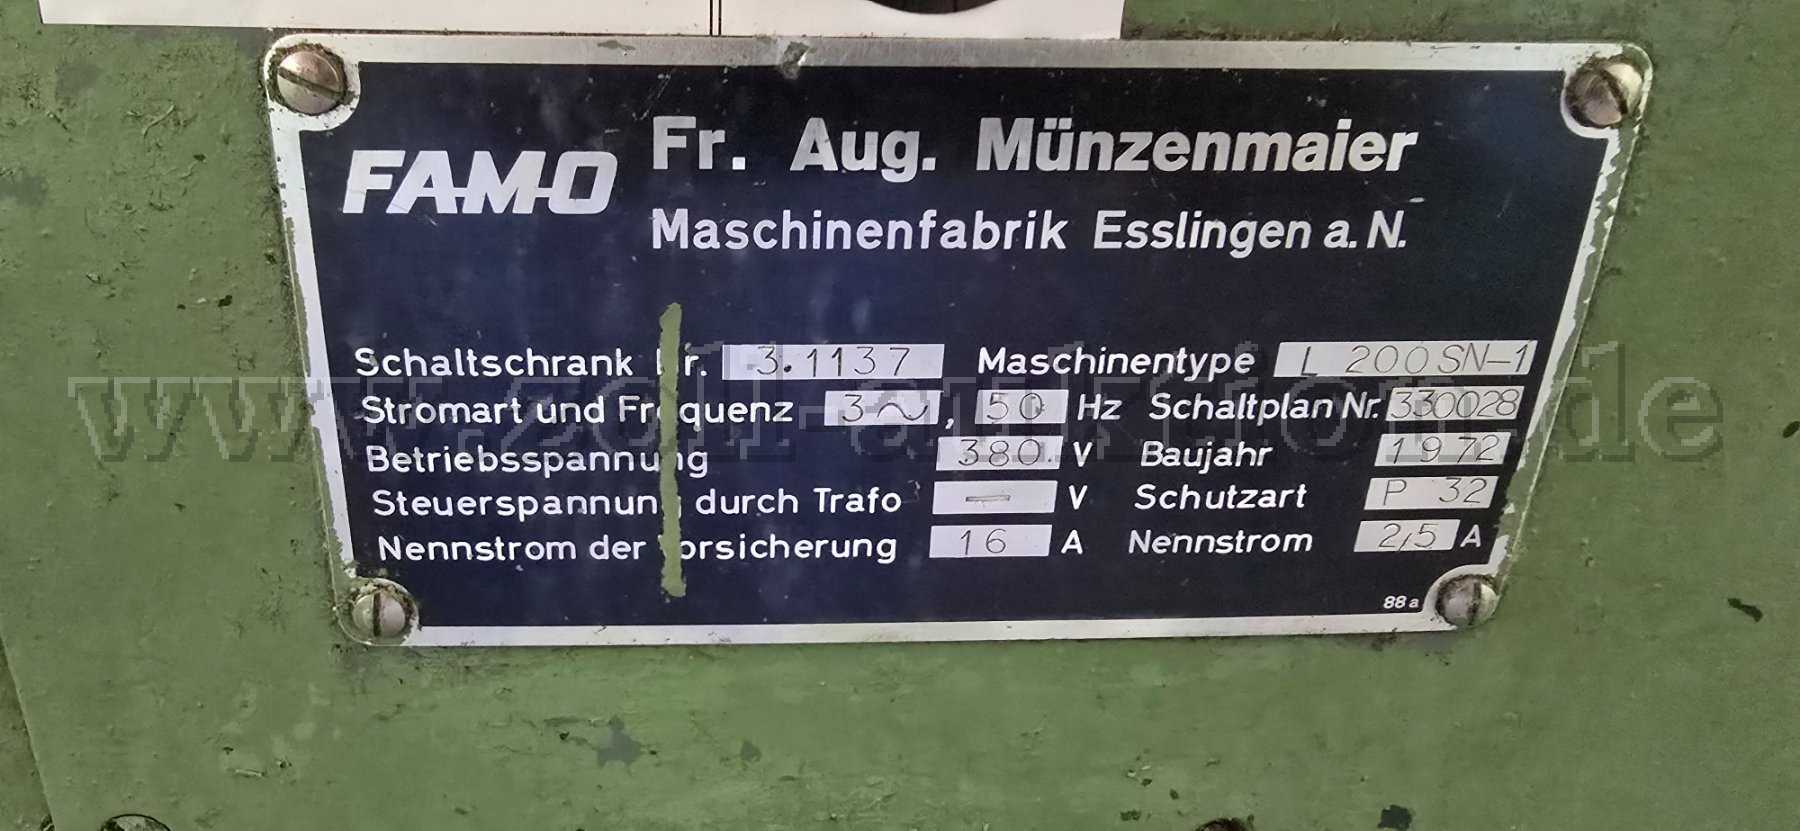 FAMO
Fr. Aug. Münzenmaier
Maschinenfabrik Esslingen a. N.
Schaltschrank Nr. 3.1137 Maschinentype L 200 SN-1
Stromart und Frequenz 3~, 50 Hz Schaltplan Nr. 330028
Betriebsspannung 380 V Baujahr 1972
Steuerspannung durch Trafo – V Schutzart P 32
Nennstrom der Vorsicherung 16 A Nennstrom 2,5 A
88 a
www.zoll-auktion.de